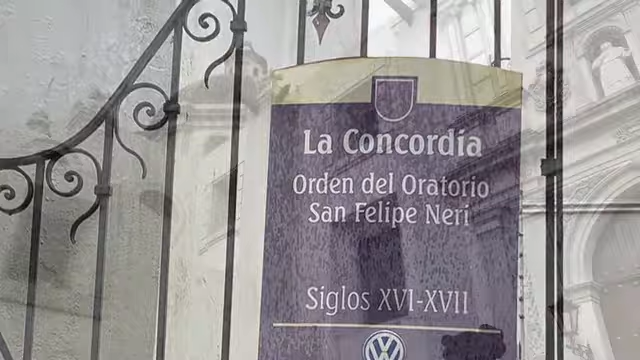 La Concordia
Orden del Oratorio
San Felipe Neri
Siglos XVI-XVII